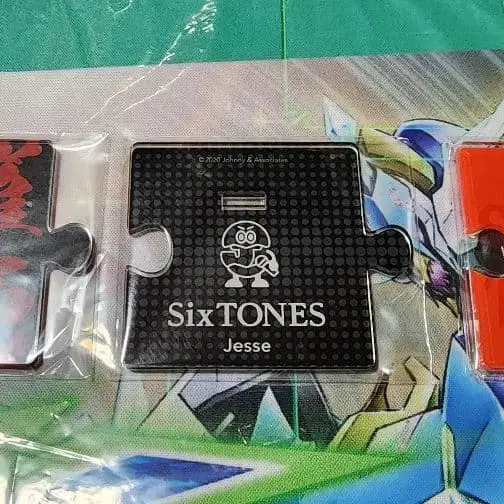 © 2020 Johnny & Associates
SixTONES
Jesse